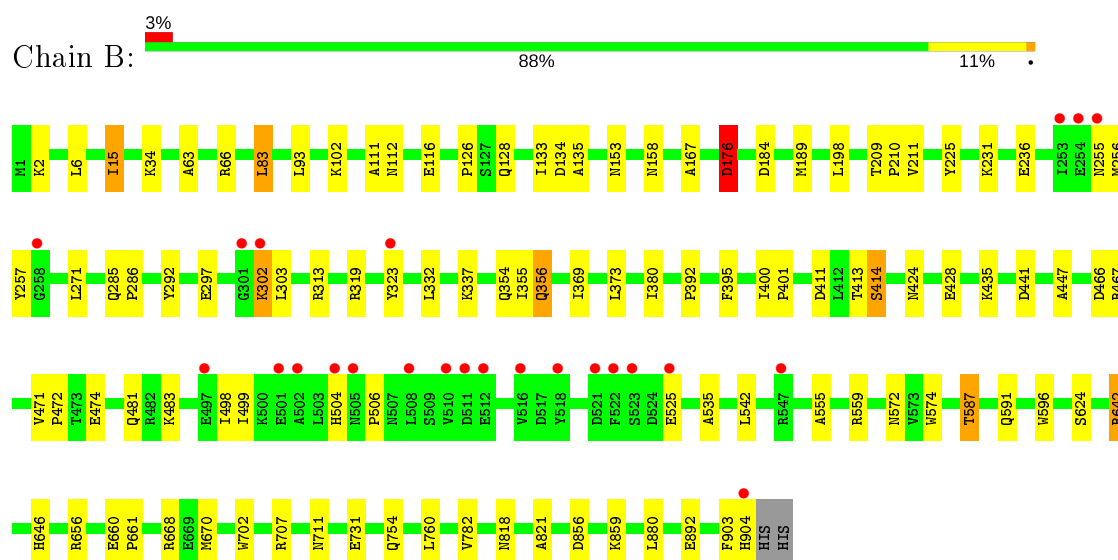 3%
Chain B:
88%
11%
•
M1 K2 L6 I15 K34 A63 R66 L83 L93 K102 A111 N112 E116 P126 S127 Q128 I133 D134 A135 N153 N158 A167 D176 D184 M189 L198 T209 P210 V211 Y225 K231 E236 I253 E254 N255 M256
Y257 G258 L271 Q285 P286 Y292 E297 G301 K302 L303 R313 R319 Y323 L332 K337 Q354 I355 Q356 I369 L373 I380 P392 F395 I400 P401 D411 L412 T413 S414 N424 E428 K435 D441 A447 D466
V471 P472 T473 E474 Q481 R482 K483 E497 I498 I499 K500 E501 A502 L503 H504 N505 P506 N507 L508 S509 V510 D511 E512 V516 D517 Y518 D521 F522 S523 D524 E525 A535 L542 R547 A555 R559 N572 V573 W574 T587 Q591 W596 S624
H646 R656 E660 P661 R668 E669 M670 W702 R707 N711 E731 Q754 L760 V782 N818 A821 D856 K859 L880 E892 F903 H904 HIS HIS